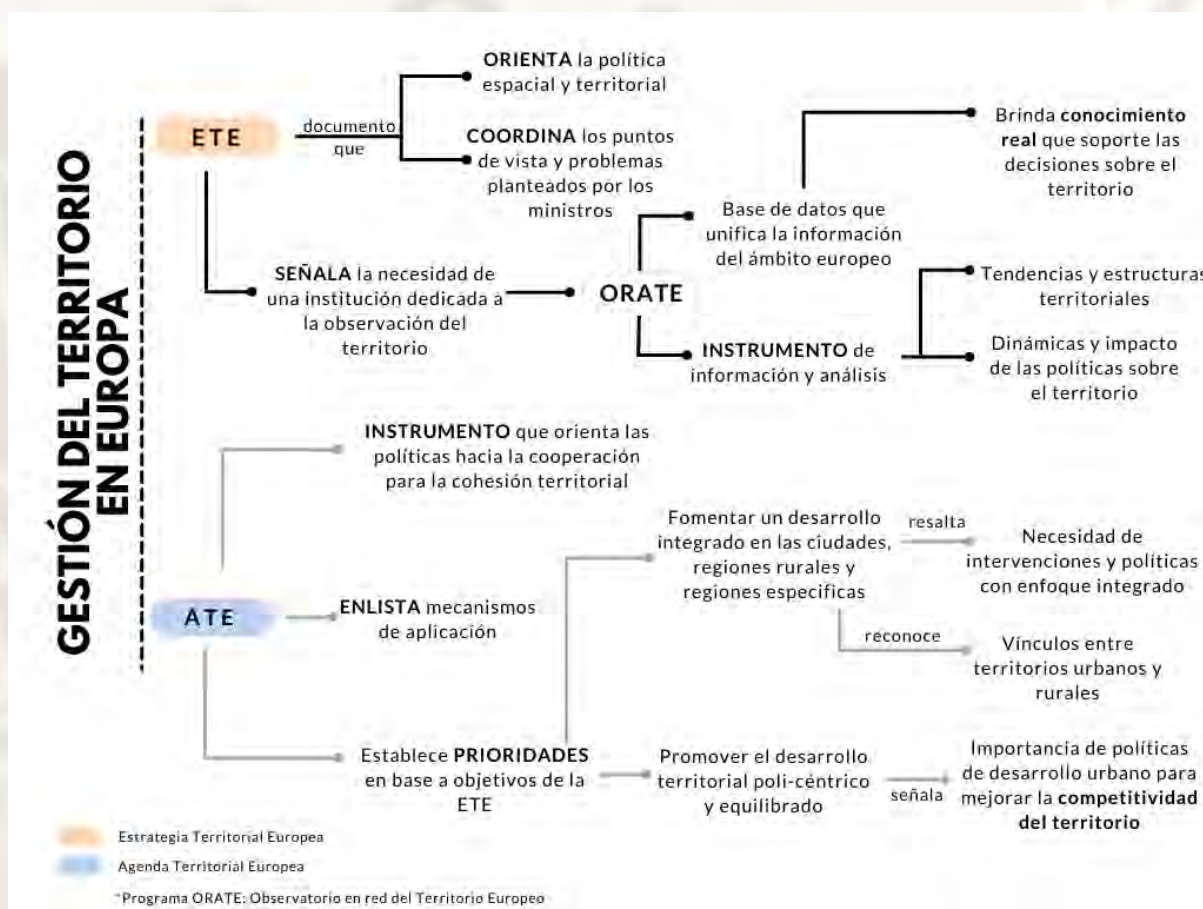 GESTIÓN DEL TERRITORIO
EN EUROPA
ETE
documento
que
ORIENTA la política
espacial y territorial
COORDINA los puntos
de vista y problemas
planteados por los
ministros
SEÑALA la necesidad de
una institución dedicada a
la observación del
territorio
ORATE
Base de datos que
unifica la información
del ámbito europeo
Brinda conocimiento
real que soporte las
decisiones sobre el
territorio
INSTRUMENTO de
información y análisis
Tendencias y estructuras
territoriales
Dinámicas y impacto
de las políticas sobre
el territorio
ATE
INSTRUMENTO que orienta las
políticas hacia la cooperación
para la cohesión territorial
ENLISTA mecanismos
de aplicación
Establece PRIORIDADES
en base a objetivos de la
ETE
Fomentar un desarrollo
integrado en las ciudades,
regiones rurales y
regiones especificas
resalta
Necesidad de
intervenciones y políticas
con enfoque integrado
reconoce
Vínculos entre
territorios urbanos y
rurales
Promover el desarrollo
territorial poli-céntrico
y equilibrado
señala
Importancia de políticas
de desarrollo urbano para
mejorar la competitividad
del territorio
Estrategia Territorial Europea
Agenda Territorial Europea
*Programa ORATE: Observatorio en red del Territorio Europeo